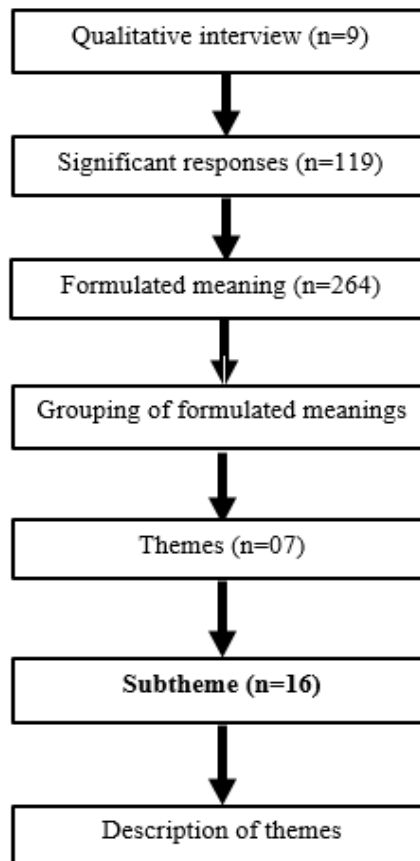 Qualitative interview (n=9)
Significant responses (n=119)
Formulated meaning (n=264)
Grouping of formulated meanings
Themes (n=07)
Subtheme (n=16)
Description of themes